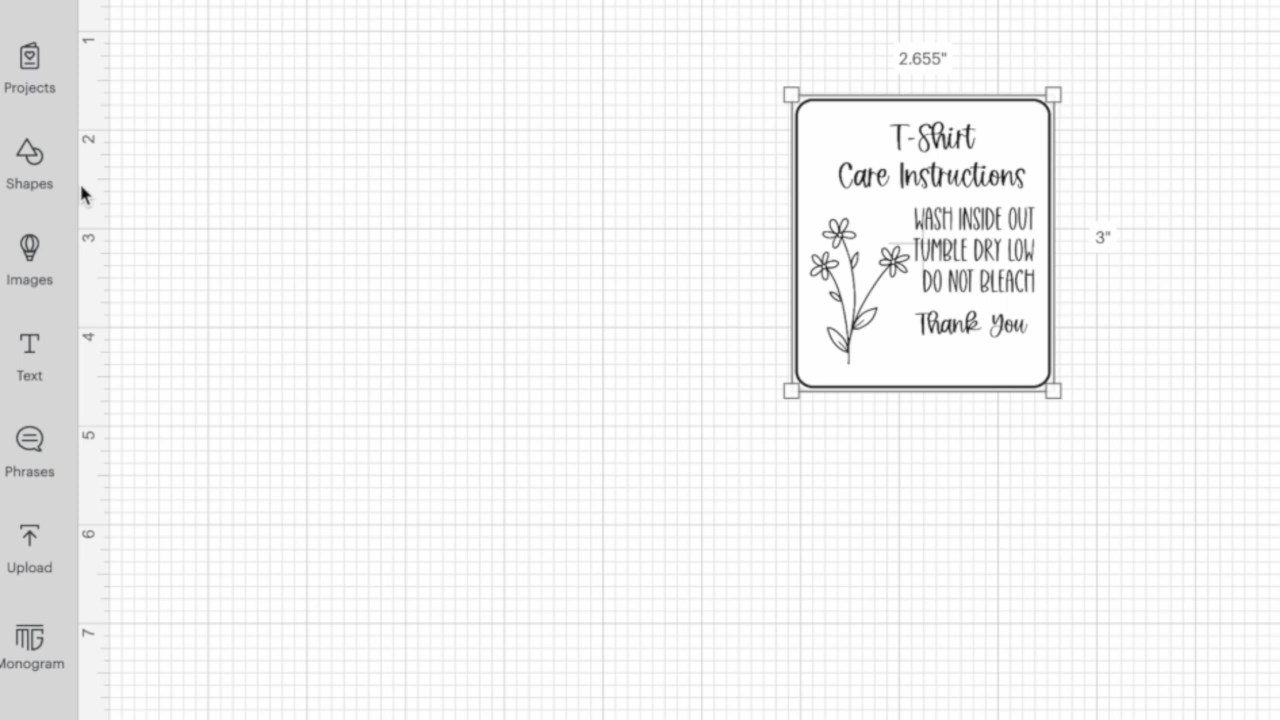 Projects
Shapes
Images
Text
Phrases
Upload
Monogram
1
2
3
4
5
6
7
2.655"
3"
T-Shirt
Care Instructions
WASH INSIDE OUT
TUMBLE DRY LOW
DO NOT BLEACH
Thank You